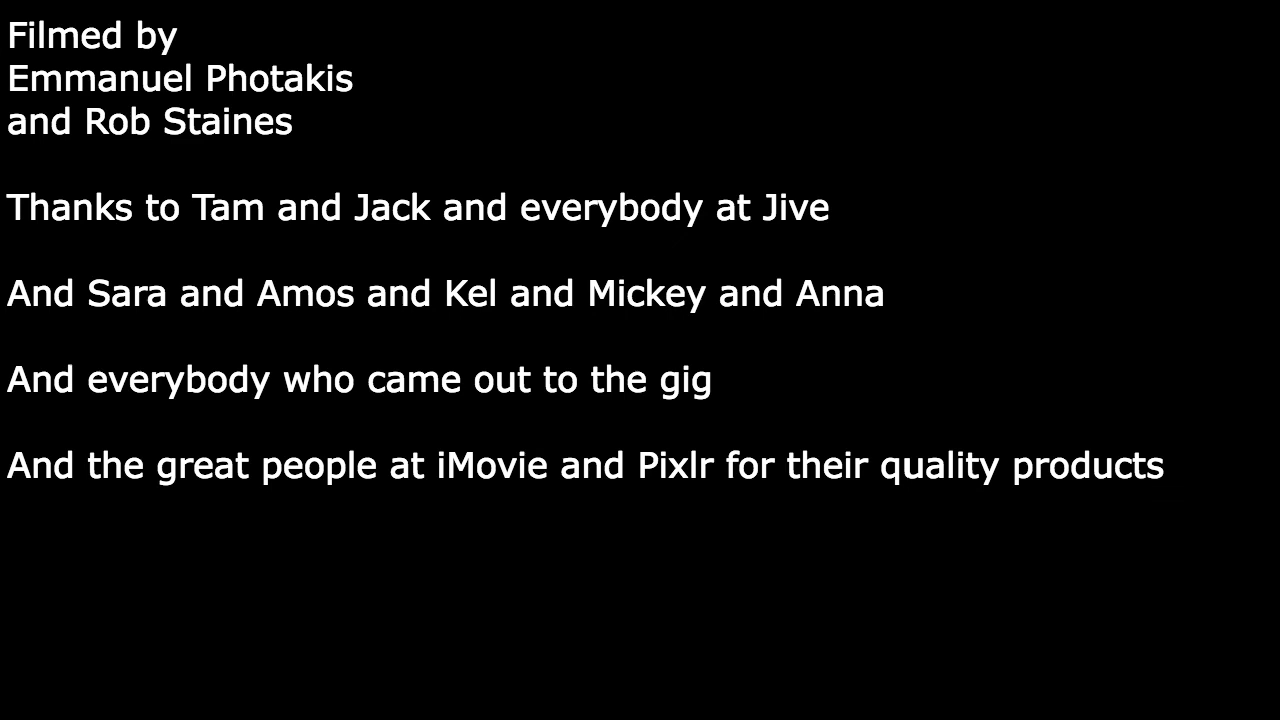 Filmed by
Emmanuel Photakis
and Rob Staines
Thanks to Tam and Jack and everybody at Jive
And Sara and Amos and Kel and Mickey and Anna
And everybody who came out to the gig
And the great people at iMovie and Pixlr for their quality products